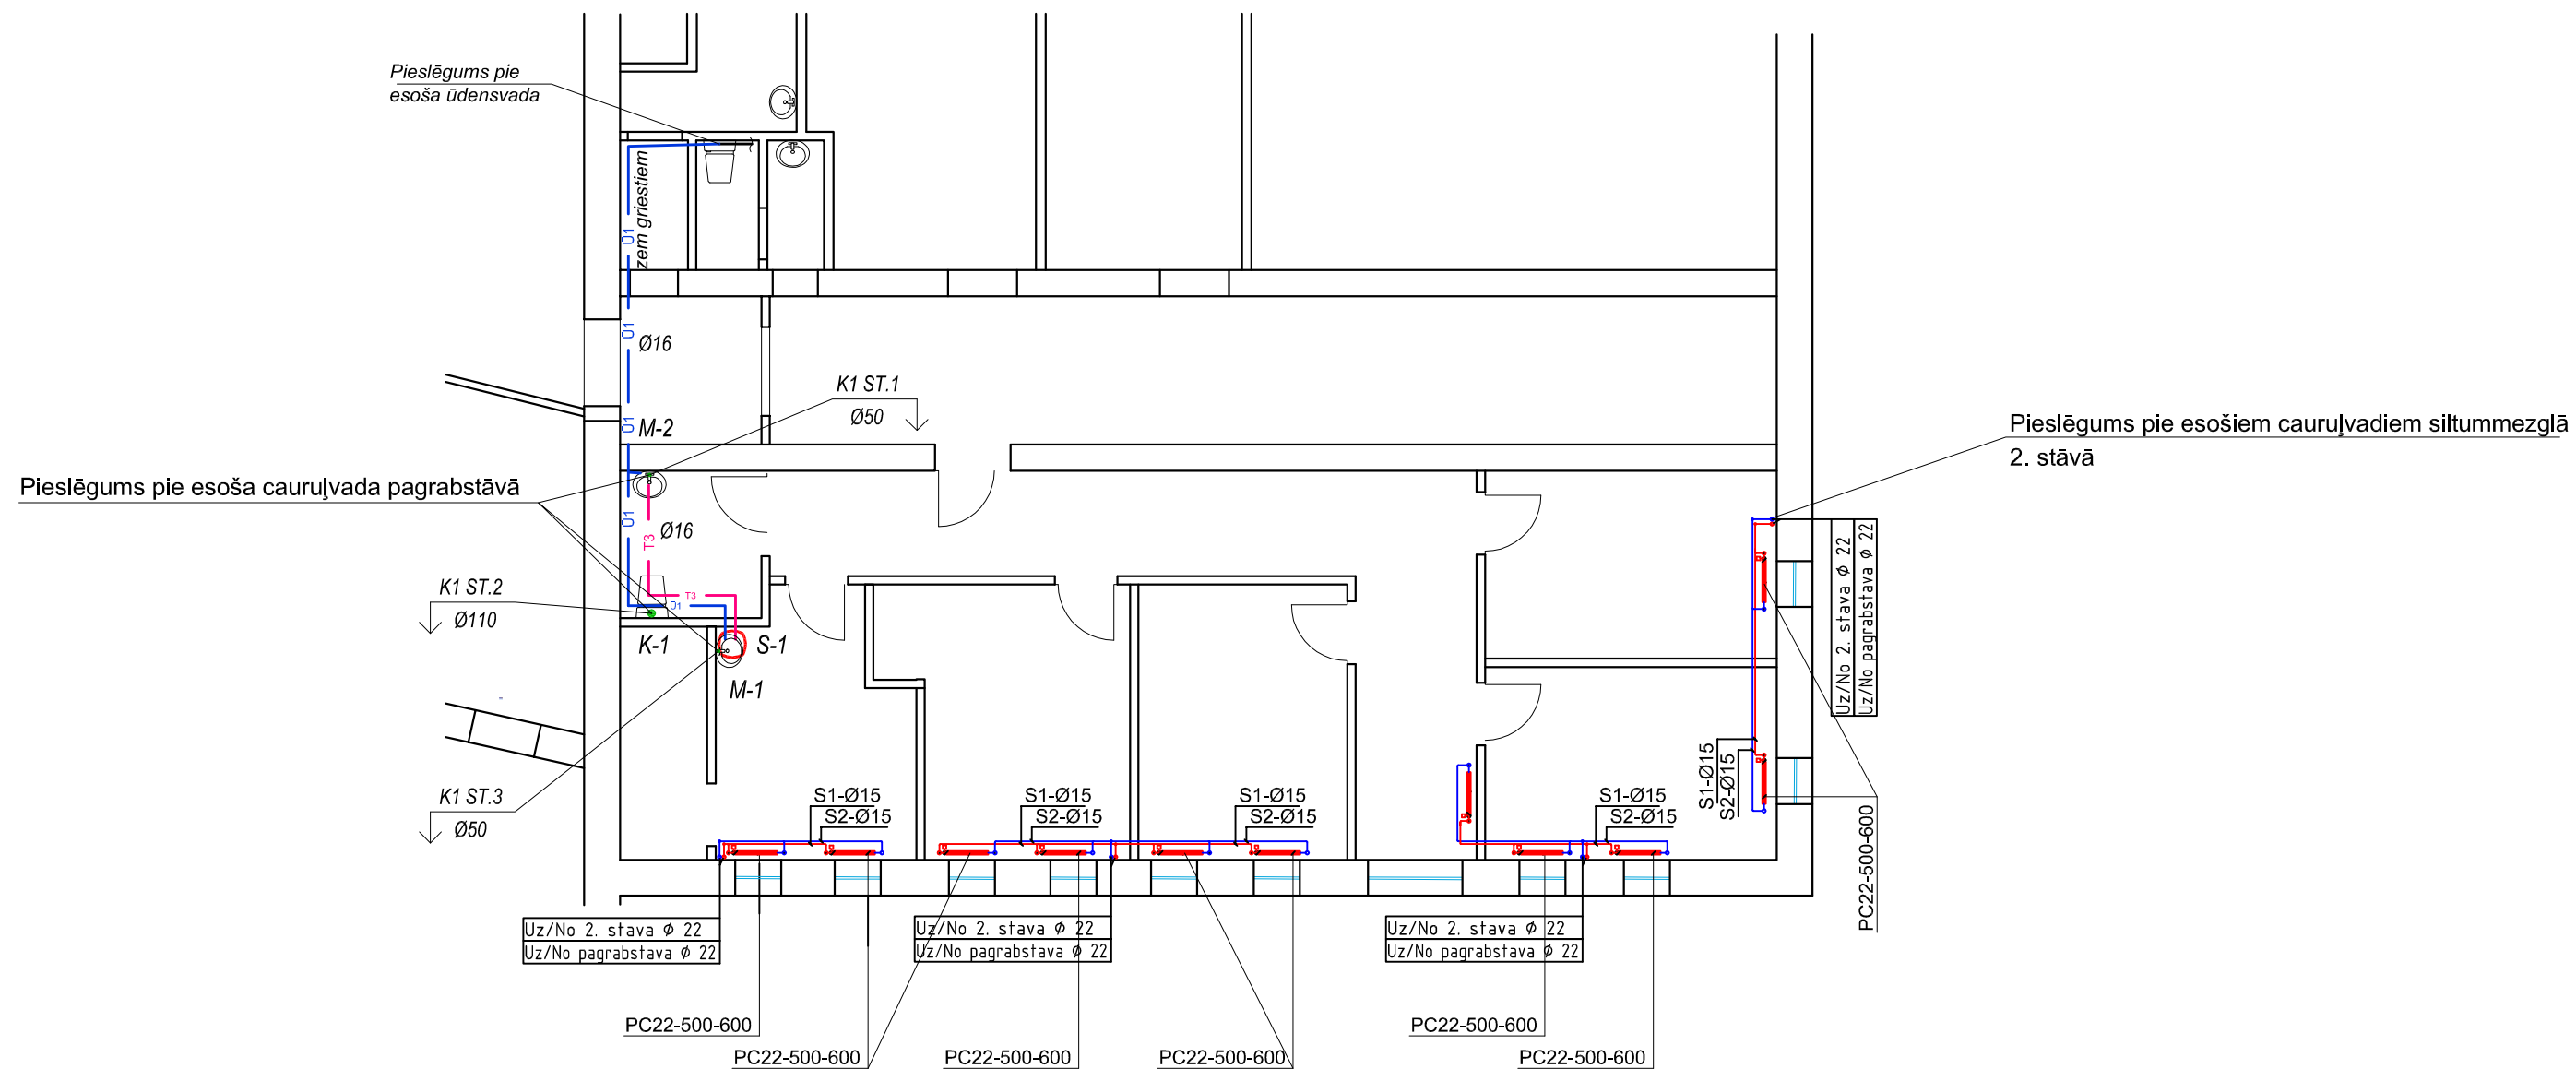 Pieslēgums pie
esoša ūdensvada
zem griestiem
Ū1
Ū1
Ø16
K1 ST.1
Ø50
Ū1
M-2
Pieslēgums pie esošiem cauruļvadiem siltummezglā
2. stāvā
Pieslēgums pie esoša cauruļvada pagrabstāvā
Ū1
Ø16
T3
K1 ST.2
Ø110
T3
Ū1
K-1
S-1
M-1
Uz/No 2. stava Ø 22
Uz/No pagrabstava Ø 22
S1-Ø15
S2-Ø15
PC22-500-600
K1 ST.3
Ø50
S1-Ø15
S2-Ø15
S1-Ø15
S2-Ø15
S1-Ø15
S2-Ø15
S1-Ø15
S2-Ø15
Uz/No 2. stava Ø 22
Uz/No pagrabstava Ø 22
Uz/No 2. stava Ø 22
Uz/No pagrabstava Ø 22
Uz/No 2. stava Ø 22
Uz/No pagrabstava Ø 22
PC22-500-600
PC22-500-600
PC22-500-600
PC22-500-600
PC22-500-600
PC22-500-600